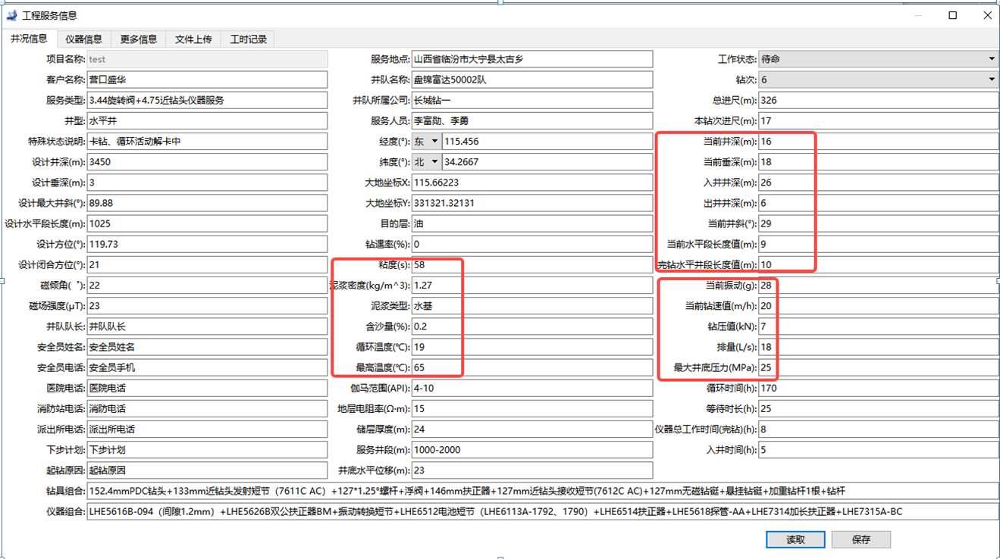 工程服务信息
井况信息 仪器信息 更多信息 文件上传 工时记录
项目名称: test 服务地点: 山西省临汾市大宁县太古乡 工作状态: 待命
客户名称: 营口盛华 井队名称: 盘锦富达50002队 钻次: 6
服务类型: 3.44旋转阀+4.75近钻头仪器服务 井队所属公司: 长城钻一 总进尺(m): 326
井型: 水平井 服务人员: 李富勋、李勇 本钻次进尺(m): 17
特殊状态说明: 卡钻、循环活动解卡中 经度(°): 东 115.456 当前井深(m): 16
设计井深(m): 3450 纬度(°): 北 34.2667 当前垂深(m): 18
设计垂深(m): 3 大地坐标X: 115.66223 入井井深(m): 26
设计最大井斜(°): 89.88 大地坐标Y: 331321.32131 出井井深(m): 6
设计水平段长度(m): 1025 目的层: 油 当前井斜(°): 29
设计方位(°): 119.73 钻遇率(%): 0 当前水平段长度值(m): 9
设计闭合方位(°): 21 粘度(s): 58 完钻水平井段长度值(m): 10
磁倾角( °): 22 泥浆密度(kg/m^3): 1.27 当前振动(g): 28
磁场强度(μT): 23 泥浆类型: 水基 当前钻速值(m/h): 20
井队队长: 井队队长 含沙量(%): 0.2 钻压值(kN): 7
安全员姓名: 安全员姓名 循环温度(℃): 19 排量(L/s): 18
安全员电话: 安全员手机 最高温度(℃): 65 最大井底压力(MPa): 25
医院电话: 医院电话 伽马范围(API): 4-10 循环时间(h): 170
消防站电话: 消防电话 地层电阻率(Ω·m): 15 等待时长(h): 25
派出所电话: 派出所电话 储层厚度(m): 24 仪器总工作时间(完钻)(h): 8
下步计划: 下步计划 服务井段(m): 1000-2000 入井时间(h): 5
起钻原因: 起钻原因 井底水平位移(m): 23
钻具组合: 152.4mmPDC钻头+133mm近钻头发射短节（7611C AC）+127*1.25°螺杆+浮阀+146mm扶正器+127mm近钻头接收短节(7612C AC)+127mm无磁钻铤+悬挂钻铤+加重钻杆1根+钻杆
仪器组合: LHE5616B-094（间隙1.2mm）+LHE5626B双公扶正器BM+振动转换短节+LHE6512电池短节（LHE6113A-1792、1790）+LHE6514扶正器+LHE5618探管-AA+LHE7314加长扶正器+LHE7315A-BC
读取 保存